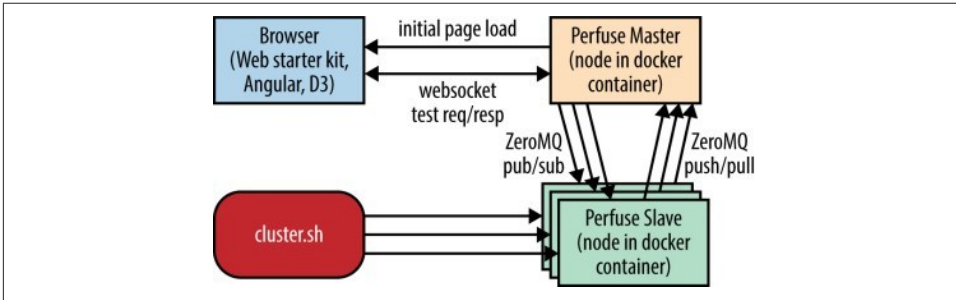 Browser
(Web starter kit,
Angular, D3)
initial page load
websocket
test req/resp
Perfuse Master
(node in docker
container)
ZeroMQ
pub/sub
ZeroMQ
push/pull
cluster.sh
Perfuse Slave
(node in docker
container)